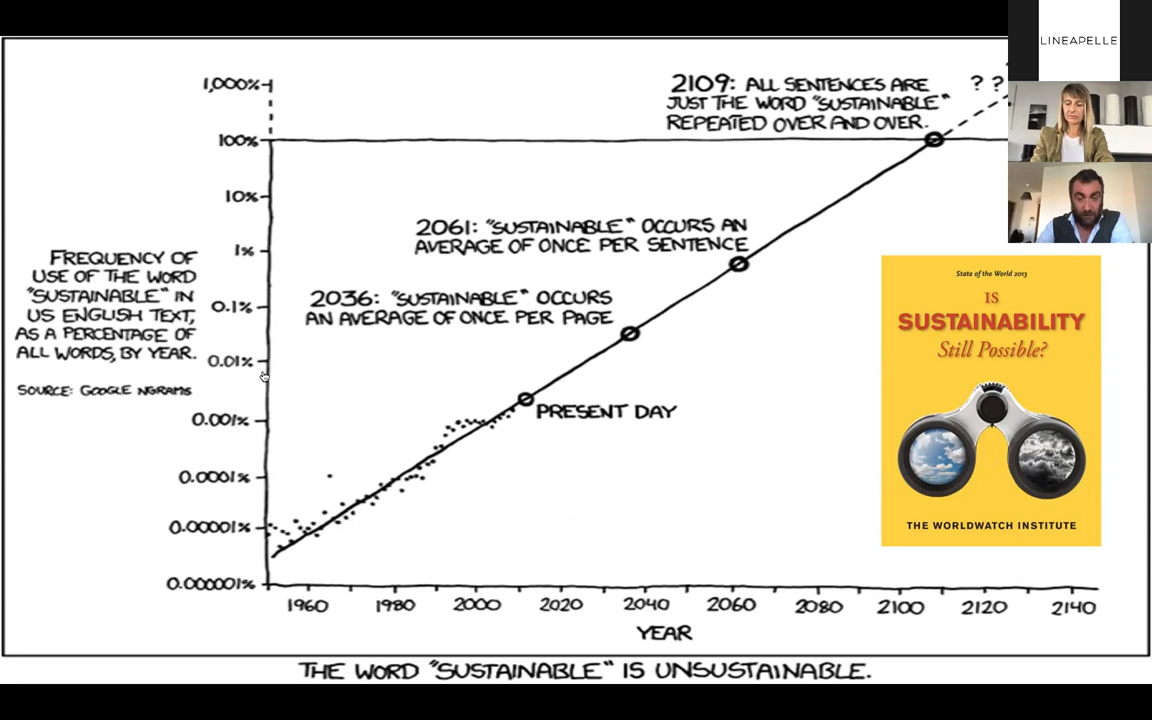 LINEAPELLE
1,000%
100%
10%
1%
0.1%
0.01%
0.001%
0.0001%
0.00001%
0.000001%
FREQUENCY OF
USE OF THE WORD
"SUSTAINABLE" IN
US ENGLISH TEXT,
AS A PERCENTAGE OF
ALL WORDS, BY YEAR.
SOURCE: GOOGLE NGRAMS
2109: ALL SENTENCES ARE
JUST THE WORD "SUSTAINABLE"
REPEATED OVER AND OVER.
? ?
2061: "SUSTAINABLE" OCCURS AN
AVERAGE OF ONCE PER SENTENCE
2036: "SUSTAINABLE" OCCURS
AN AVERAGE OF ONCE PER PAGE
PRESENT DAY
1960 1980 2000 2020 2040 2060 2080 2100 2120 2140
YEAR
THE WORD "SUSTAINABLE" IS UNSUSTAINABLE.
State of the World 2013
IS
SUSTAINABILITY
Still Possible?
THE WORLDWATCH INSTITUTE